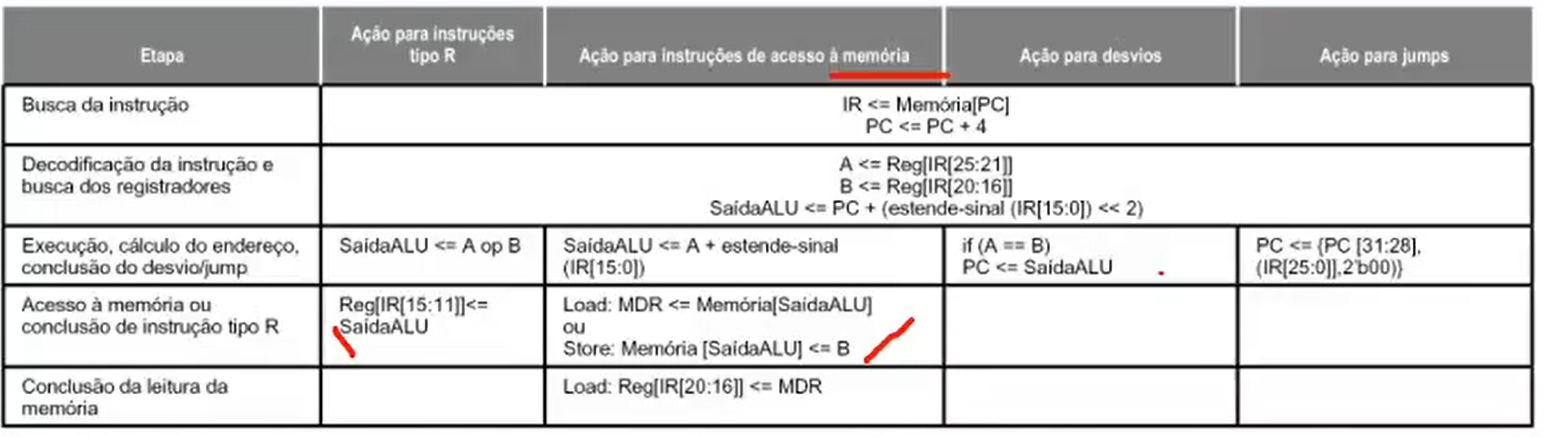 Etapa
Ação para instruções
tipo R
Ação para instruções de acesso à memória
Ação para desvios
Ação para jumps
Busca da instrução
IR <= Memória[PC]
PC <= PC + 4
Decodificação da instrução e
busca dos registradores
A <= Reg[IR[25:21]]
B <= Reg[IR[20:16]]
SaídaALU <= PC + (estende-sinal (IR[15:0]) << 2)
Execução, cálculo do endereço,
conclusão do desvio/jump
SaídaALU <= A op B
SaídaALU <= A + estende-sinal
(IR[15:0])
if (A == B)
PC <= SaídaALU
PC <= {PC [31:28],
(IR[25:0]],2'b00)}
Acesso à memória ou
conclusão de instrução tipo R
Reg[IR[15:11]]<=
SaídaALU
Load: MDR <= Memória[SaídaALU]
ou
Store: Memória [SaídaALU] <= B
Conclusão da leitura da
memória
Load: Reg[IR[20:16]] <= MDR